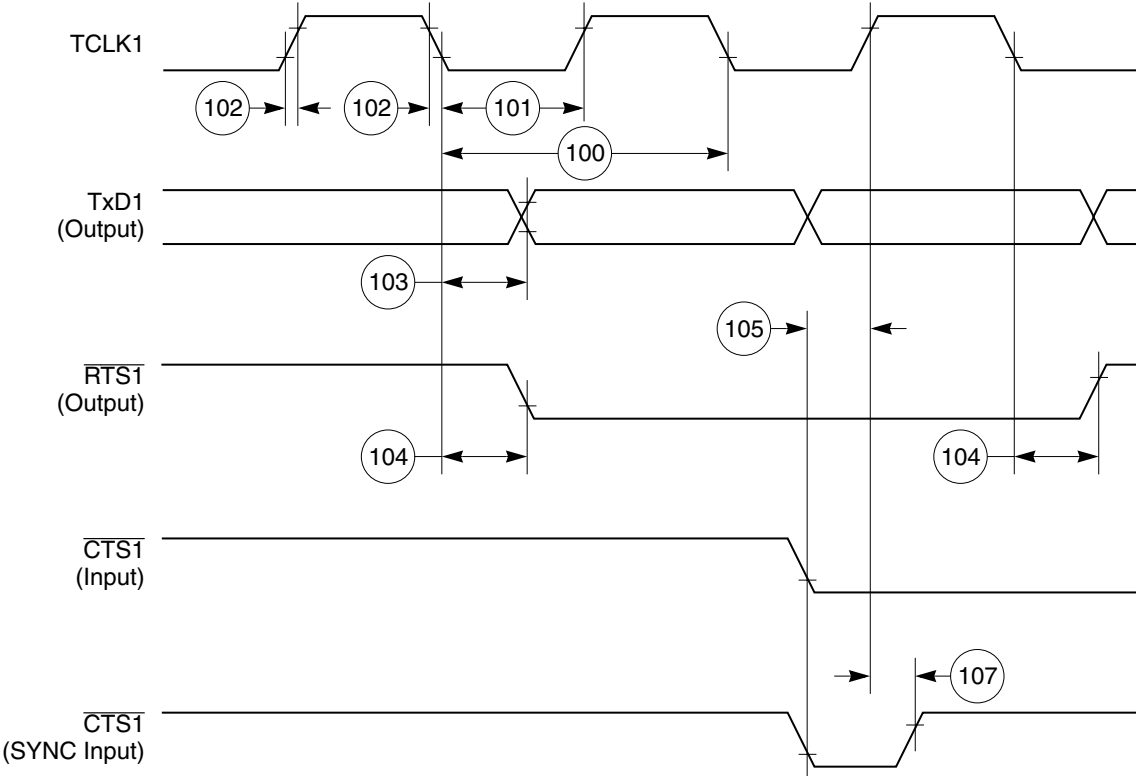 TCLK1
102
102
101
100
TxD1
(Output)
103
105
RTS1
(Output)
104
104
CTS1
(Input)
107
CTS1
(SYNC Input)